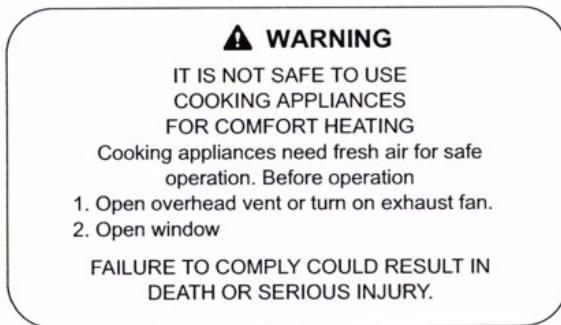 WARNING
IT IS NOT SAFE TO USE
COOKING APPLIANCES
FOR COMFORT HEATING
Cooking appliances need fresh air for safe
operation. Before operation
1. Open overhead vent or turn on exhaust fan.
2. Open window
FAILURE TO COMPLY COULD RESULT IN
DEATH OR SERIOUS INJURY.